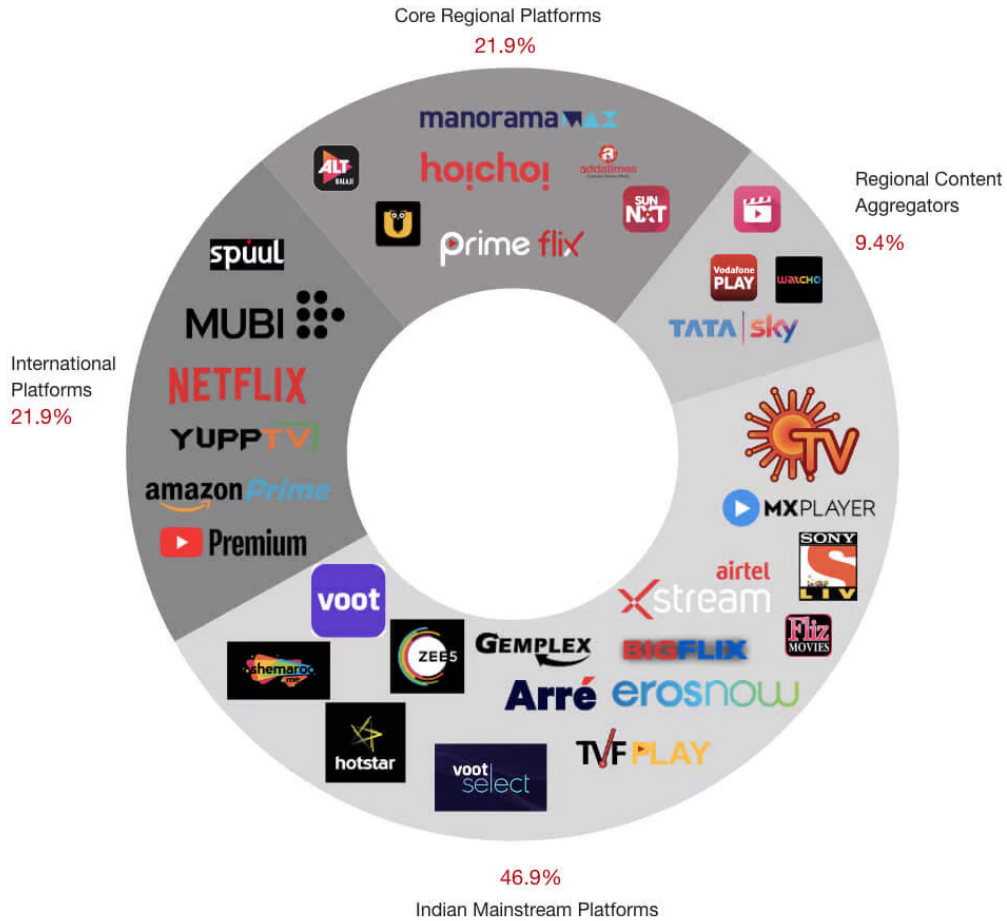 Core Regional Platforms
21.9%
manorama MAX
ALT
BALAJI
hoichoi
a
addatimes
SUN
NXT
U
prime flix
Regional Content
Aggregators
9.4%
Vodafone
PLAY
WATCHO
TATA sky
spuul
MUBI
International
Platforms
21.9%
NETFLIX
YUPPTV
amazon Prime
Premium
TV
MXPLAYER
SONY
S
LIV
airtel
Xstream
voot
Fliz
MOVIES
ZEE5
GEMPLEX
BIGFLIX
shemaroo
Arré
erosnow
hotstar
TVF PLAY
voot
select
46.9%
Indian Mainstream Platforms